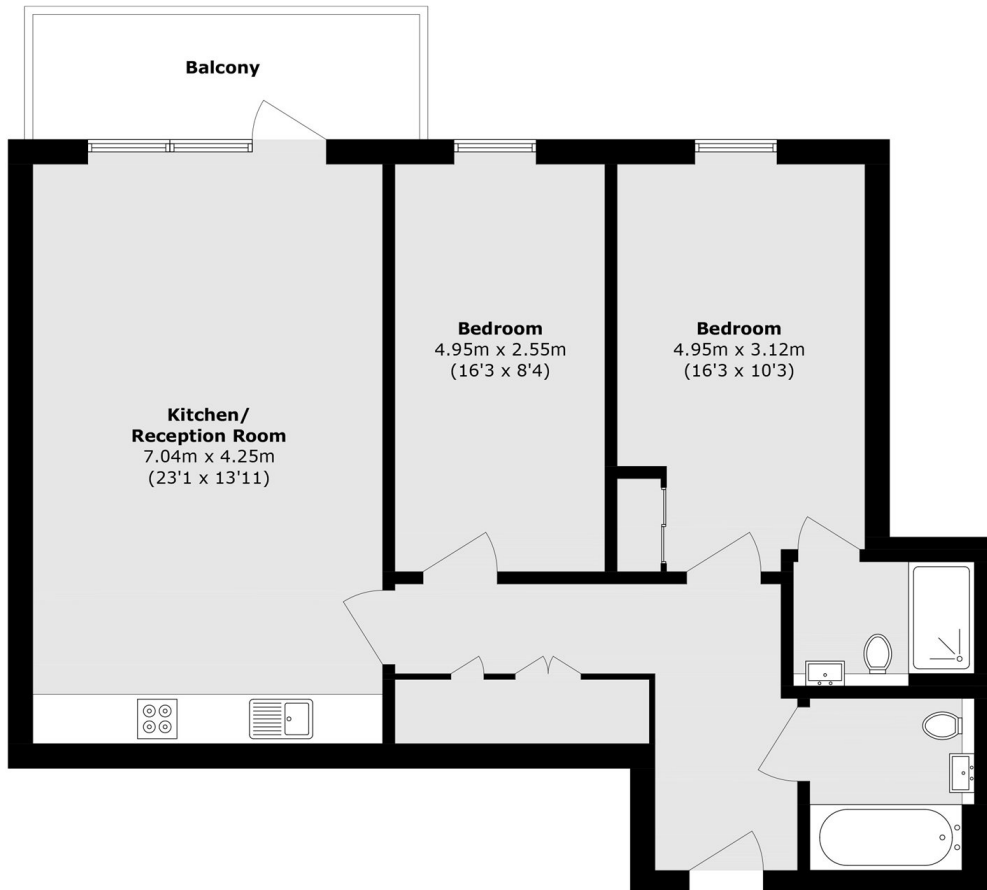 Balcony
Kitchen/
Reception Room
7.04m x 4.25m
(23'1 x 13'11)
Bedroom
4.95m x 2.55m
(16'3 x 8'4)
Bedroom
4.95m x 3.12m
(16'3 x 10'3)